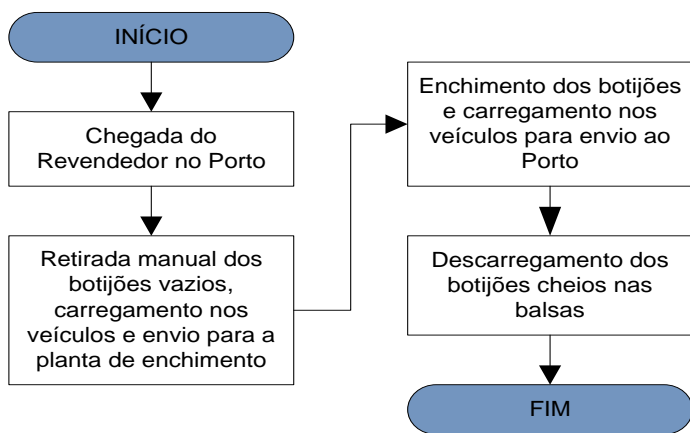 INÍCIO
Chegada do
Revendedor no Porto
Retirada manual dos
botijões vazios,
carregamento nos
veículos e envio para a
planta de enchimento
Enchimento dos botijões
e carregamento nos
veículos para envio ao
Porto
Descarregamento dos
botijões cheios nas
balsas
FIM